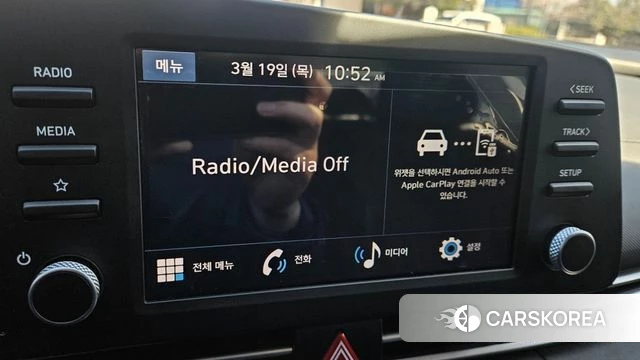 RADIO
MEDIA
☆
메뉴
3월 19일 (목) 10:52 AM
Radio/Media Off
위젯을 선택하시면 Android Auto 또는
Apple CarPlay 연결을 시작할 수
있습니다.
전체 메뉴
전화
미디어
설정
<SEEK
TRACK>
SETUP
CARSKOREA